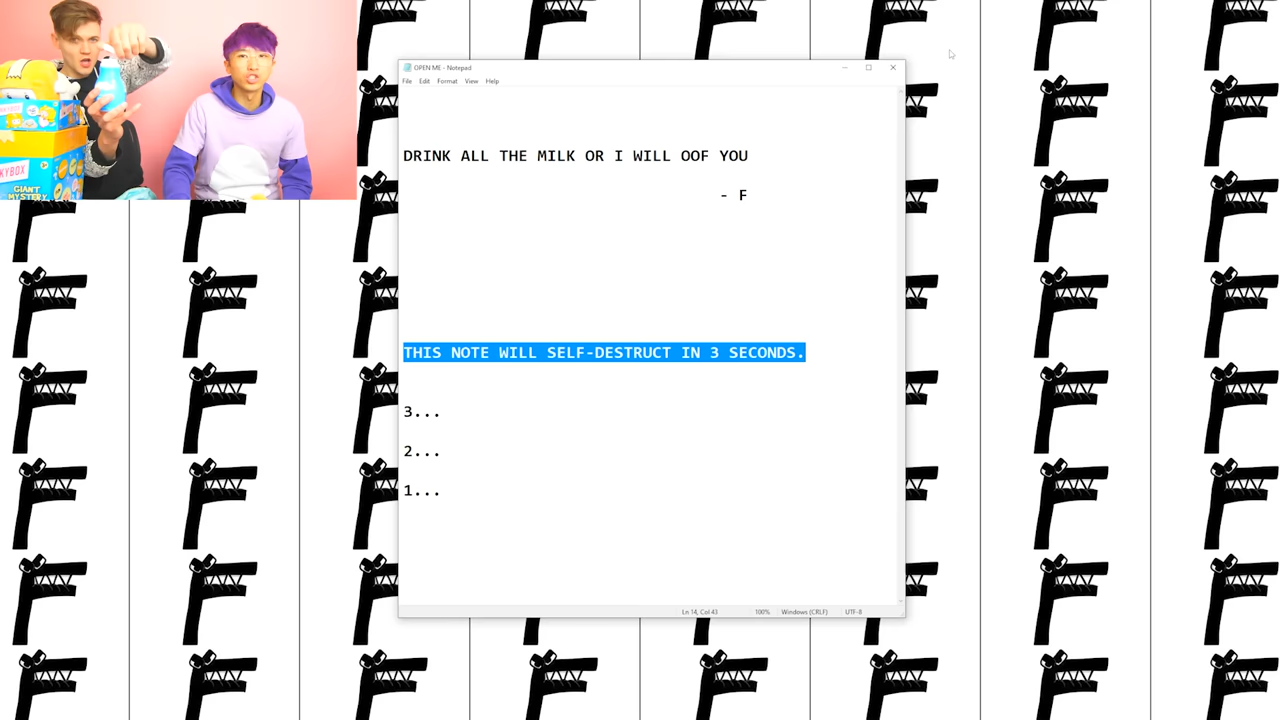 OPEN ME - Notepad
File Edit Format View Help
DRINK ALL THE MILK OR I WILL OOF YOU
- F
THIS NOTE WILL SELF-DESTRUCT IN 3 SECONDS.
3...
2...
1...
Ln 14, Col 43 100% Windows (CRLF) UTF-8
KYBOX
GIANT
MYSTERY